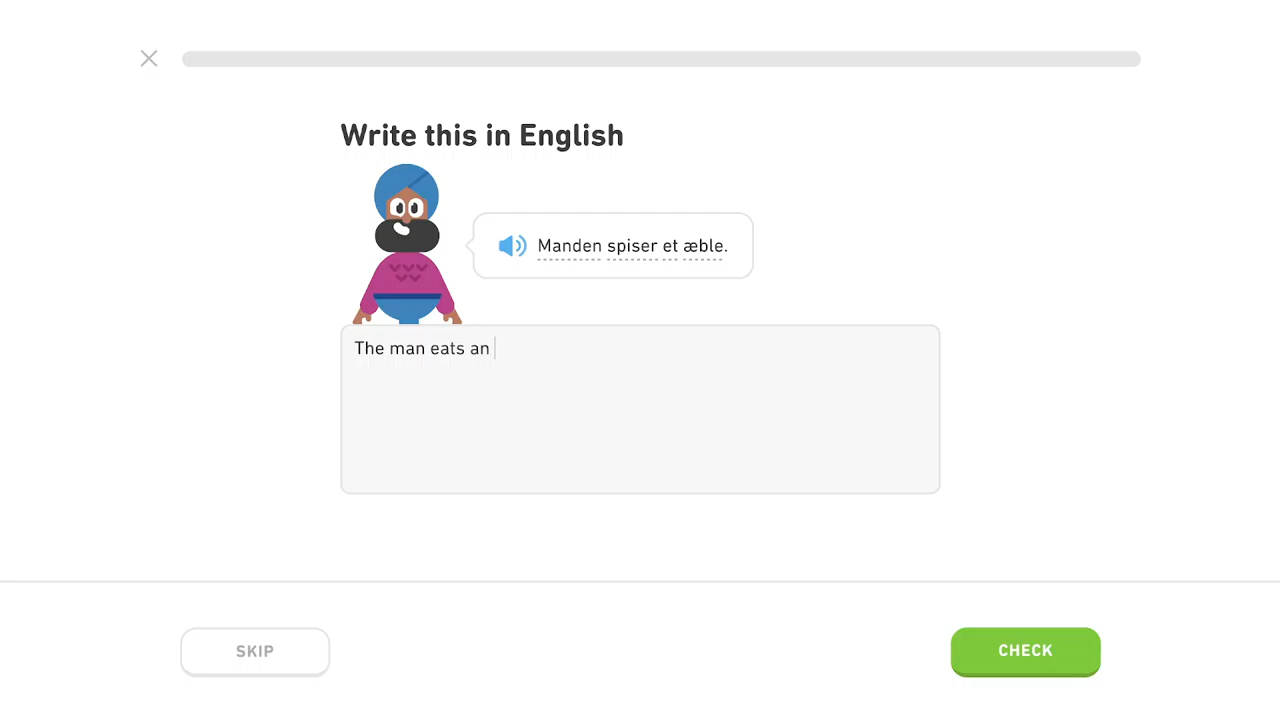 Write this in English
Manden spiser et æble.
The man eats an
SKIP
CHECK